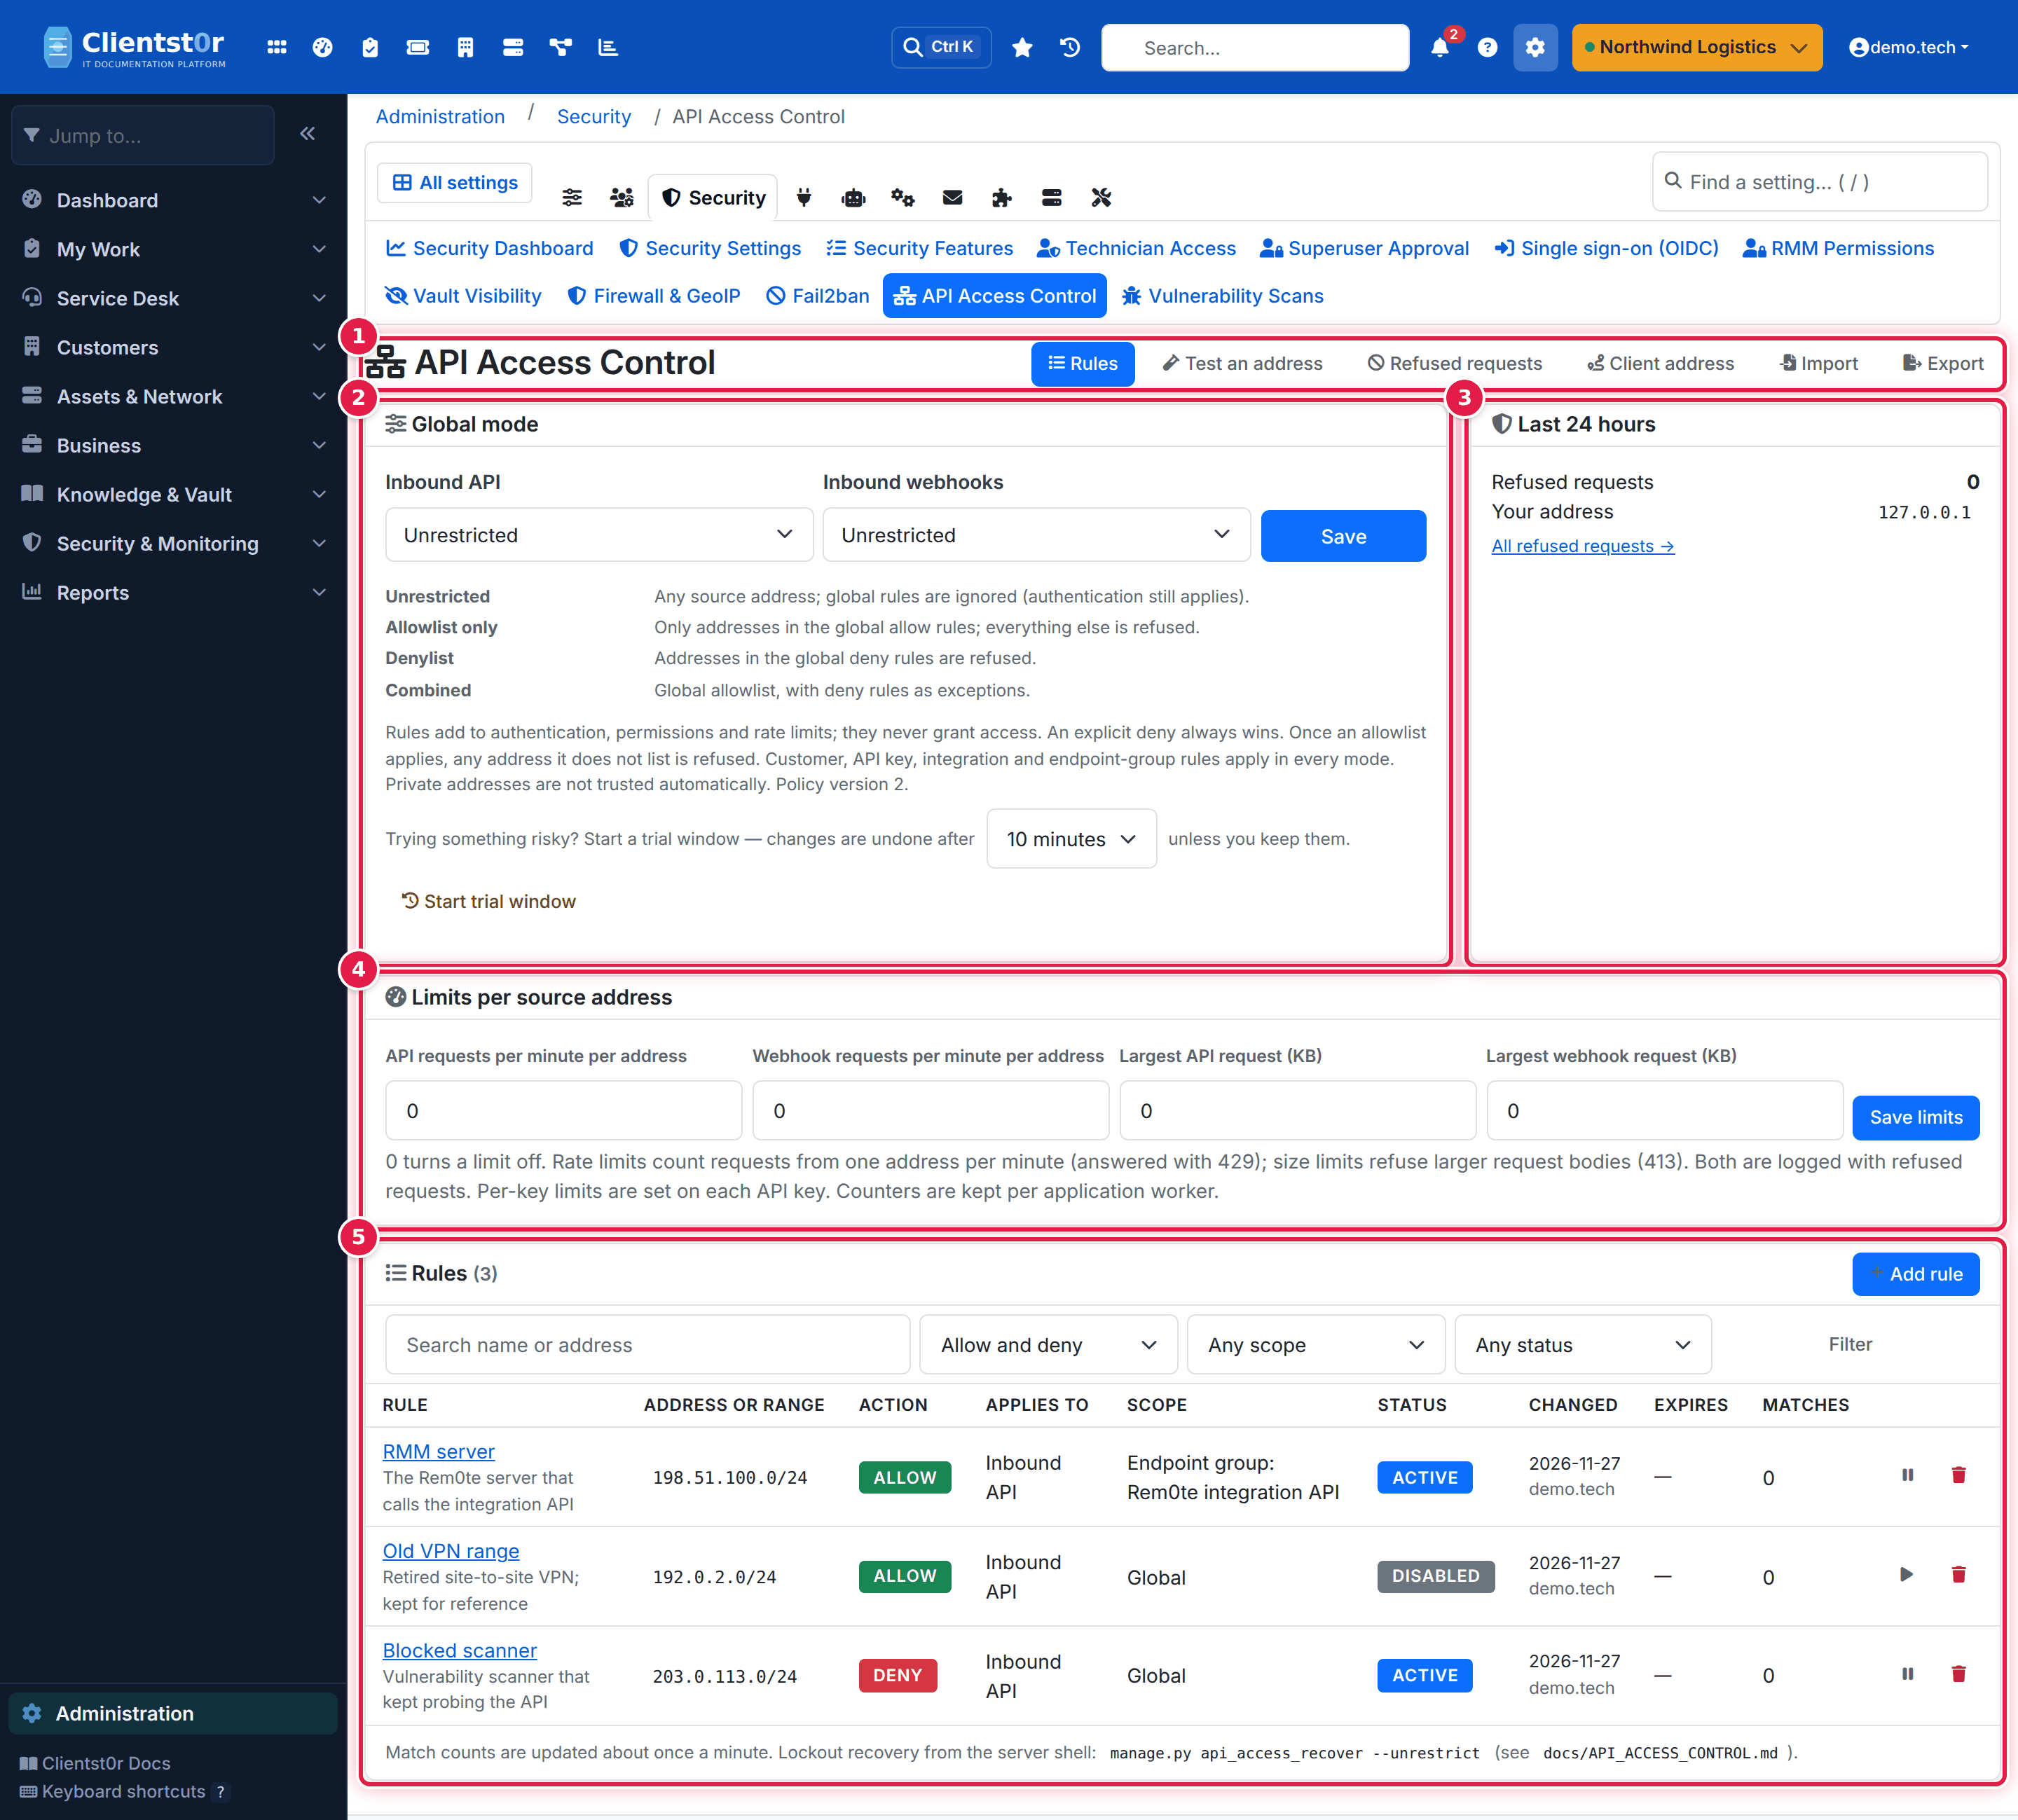 Clientst0r
IT DOCUMENTATION PLATFORM
Ctrl K
Search...
2
Northwind Logistics
demo.tech
Jump to...
Dashboard
My Work
Service Desk
Customers
Assets & Network
Business
Knowledge & Vault
Security & Monitoring
Reports
Administration
Clientst0r Docs
Keyboard shortcuts ?
Administration / Security / API Access Control
All settings
Security
Find a setting... ( / )
Security Dashboard
Security Settings
Security Features
Technician Access
Superuser Approval
Single sign-on (OIDC)
RMM Permissions
Vault Visibility
Firewall & GeoIP
Fail2ban
API Access Control
Vulnerability Scans
1
API Access Control
Rules
Test an address
Refused requests
Client address
Import
Export
2
Global mode
Inbound API
Inbound webhooks
Unrestricted
Unrestricted
Save
Unrestricted Any source address; global rules are ignored (authentication still applies).
Allowlist only Only addresses in the global allow rules; everything else is refused.
Denylist Addresses in the global deny rules are refused.
Combined Global allowlist, with deny rules as exceptions.
Rules add to authentication, permissions and rate limits; they never grant access. An explicit deny always wins. Once an allowlist
applies, any address it does not list is refused. Customer, API key, integration and endpoint-group rules apply in every mode.
Private addresses are not trusted automatically. Policy version 2.
Trying something risky? Start a trial window — changes are undone after 10 minutes unless you keep them.
Start trial window
3
Last 24 hours
Refused requests 0
Your address 127.0.0.1
All refused requests →
4
Limits per source address
API requests per minute per address
Webhook requests per minute per address
Largest API request (KB)
Largest webhook request (KB)
0
0
0
0
Save limits
0 turns a limit off. Rate limits count requests from one address per minute (answered with 429); size limits refuse larger request bodies (413). Both are logged with refused
requests. Per-key limits are set on each API key. Counters are kept per application worker.
5
Rules (3)
+ Add rule
Search name or address
Allow and deny
Any scope
Any status
Filter
RULE ADDRESS OR RANGE ACTION APPLIES TO SCOPE STATUS CHANGED EXPIRES MATCHES
RMM server
The Rem0te server that
calls the integration API
198.51.100.0/24
ALLOW
Inbound
API
Endpoint group:
Rem0te integration API
ACTIVE
2026-11-27
demo.tech
—
0
Old VPN range
Retired site-to-site VPN;
kept for reference
192.0.2.0/24
ALLOW
Inbound
API
Global
DISABLED
2026-11-27
demo.tech
—
0
Blocked scanner
Vulnerability scanner that
kept probing the API
203.0.113.0/24
DENY
Inbound
API
Global
ACTIVE
2026-11-27
demo.tech
—
0
Match counts are updated about once a minute. Lockout recovery from the server shell: manage.py api_access_recover --unrestrict (see docs/API_ACCESS_CONTROL.md ).